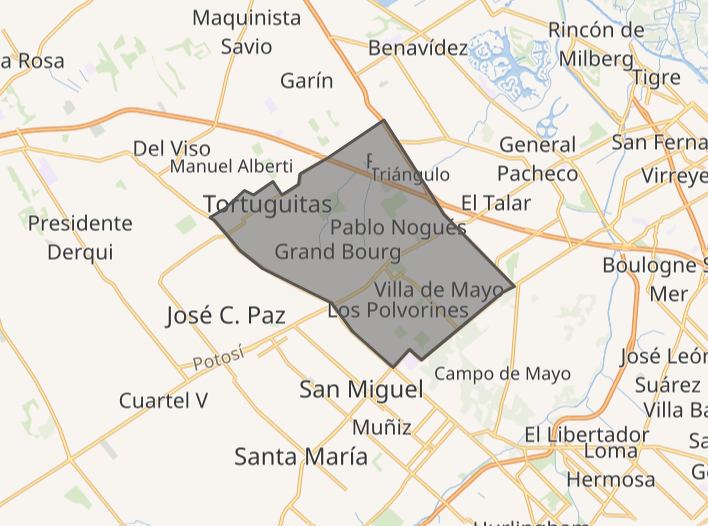 Maquinista
Savio
Rincón de
Milberg
Benavídez
a Rosa
Garín
Tigre
Del Viso
General
Pacheco
San Ferna
Manuel Alberti
Triángulo
Virreye
Tortuguitas
El Talar
Presidente
Derqui
Pablo Nogués
Grand Bourg
Boulogne S
Mer
Villa de Mayo
Los Polvorines
José C. Paz
Potosí
José León
Suárez
Campo de Mayo
San Miguel
Cuartel V
Villa Ba
Muñiz
El Libertador
Loma
Hermosa
Santa María
Hurlingham